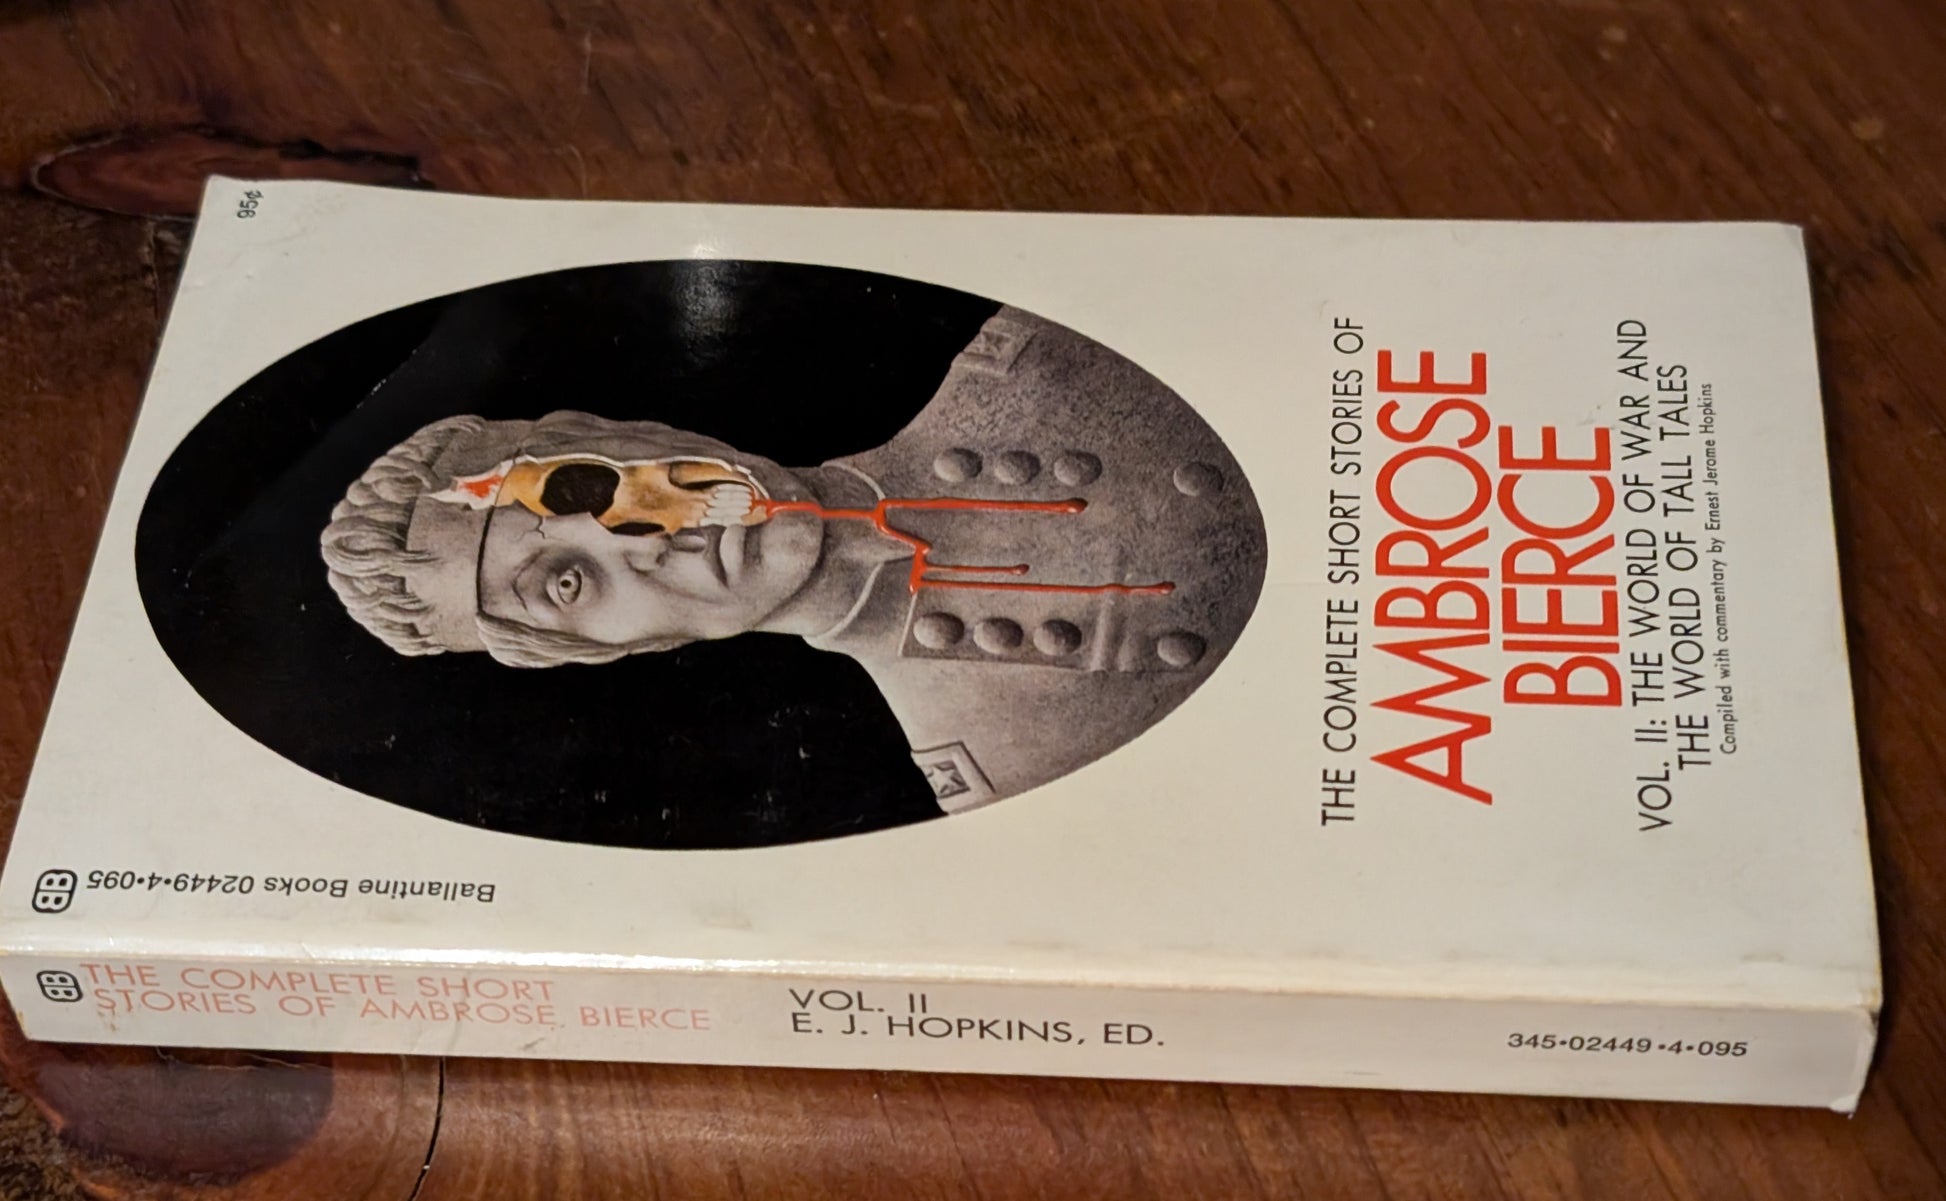 95¢
THE COMPLETE SHORT STORIES OF
AMBROSE
BIERCE
VOL. II: THE WORLD OF WAR AND
THE WORLD OF TALL TALES
Compiled with commentary by Ernest Jerome Hopkins
BB
Ballantine Books 02449•4•095
BB
THE COMPLETE SHORT
STORIES OF AMBROSE BIERCE
VOL. II
E. J. HOPKINS, ED.
345•02449•4•095